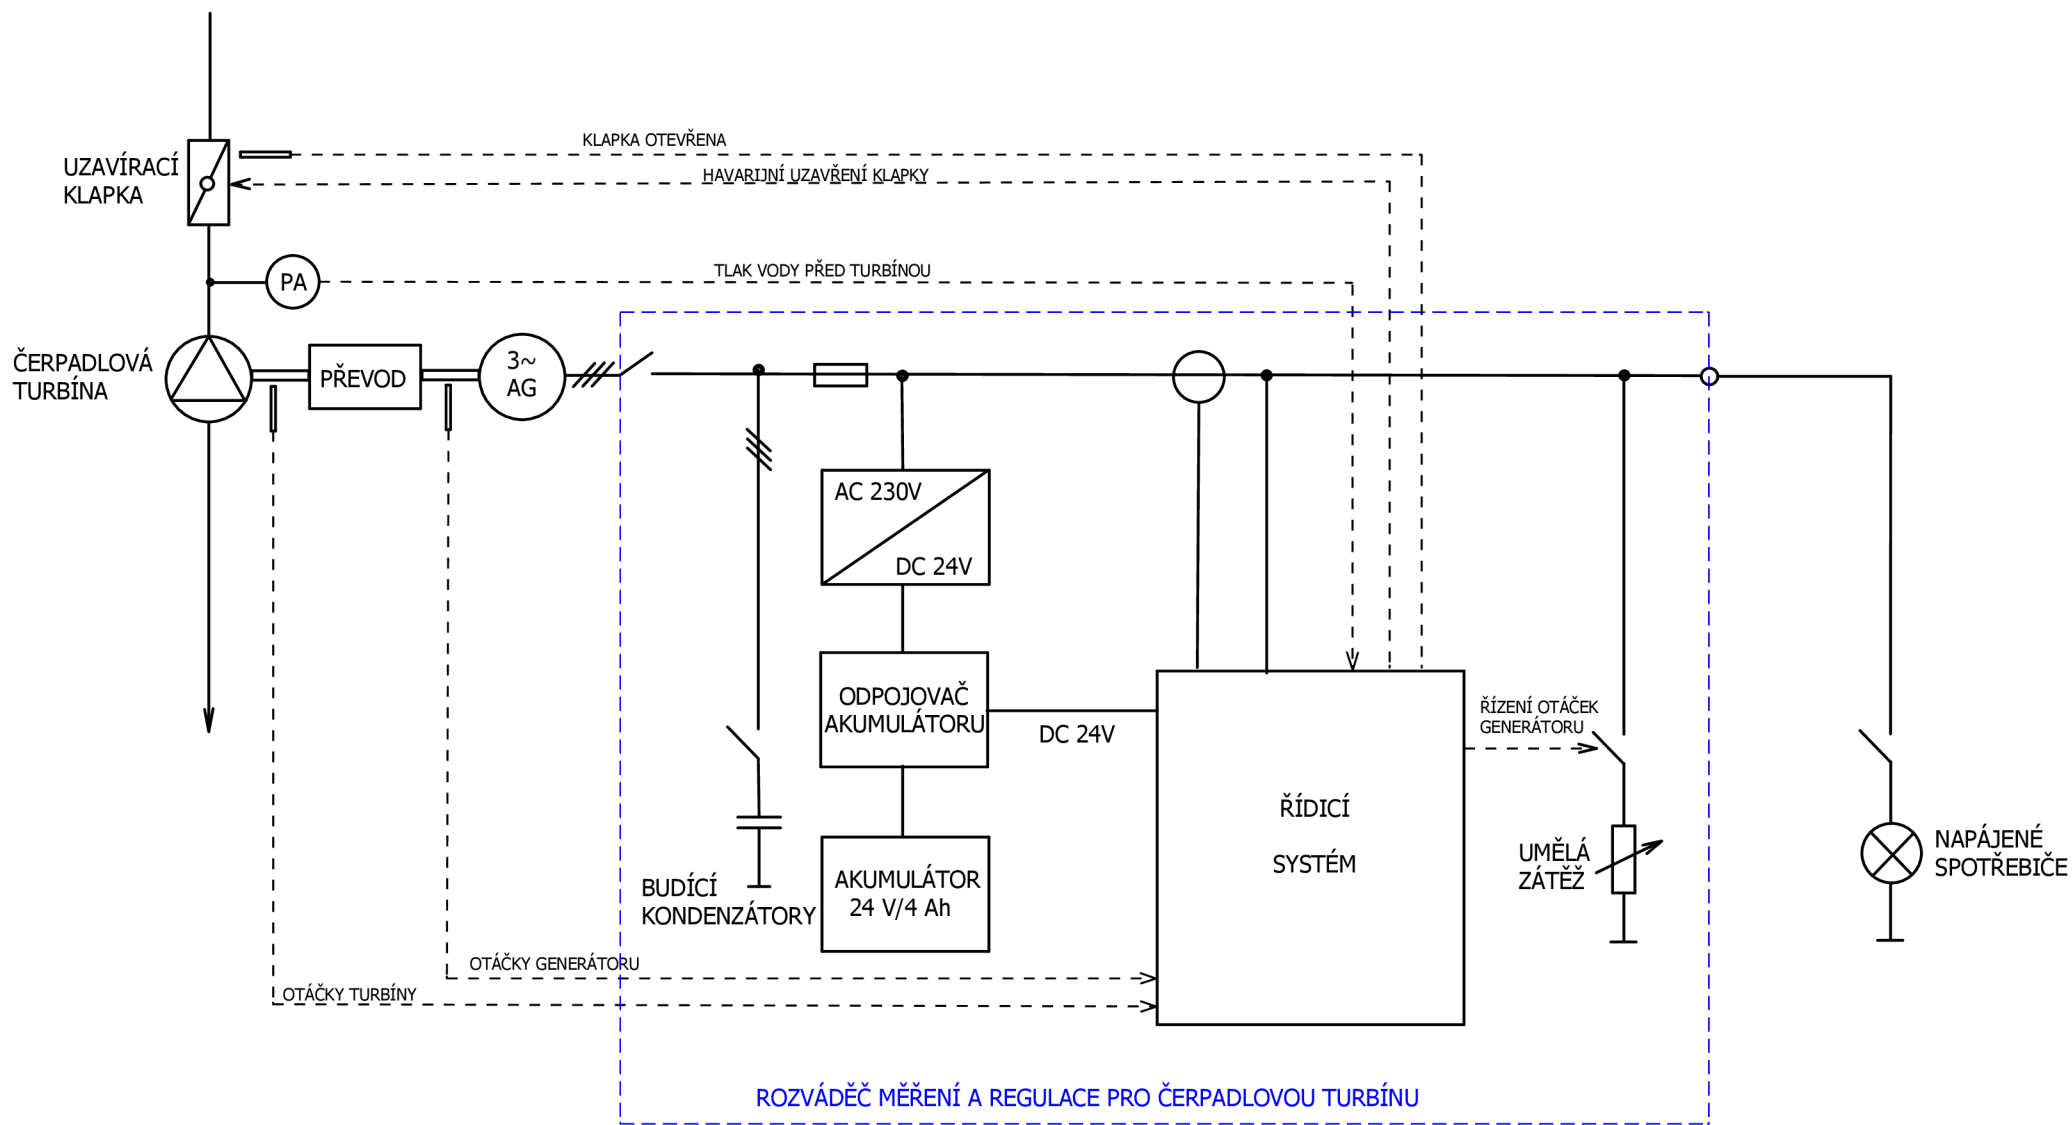 KLAPKA OTEVŘENA
UZAVÍRACÍ
KLAPKA
HAVARIJNÍ UZAVŘENÍ KLAPKY
TLAK VODY PŘED TURBÍNOU
PA
ČERPADLOVÁ
TURBÍNA
PŘEVOD
3~
AG
AC 230V
DC 24V
ODPOJOVAČ
AKUMULÁTORU
DC 24V
ŘÍZENÍ OTÁČEK
GENERÁTORU
ŘÍDICÍ
SYSTÉM
UMĚLÁ
ZÁTĚŽ
NAPÁJENÉ
SPOTŘEBIČE
BUDÍCÍ
KONDENZÁTORY
AKUMULÁTOR
24 V/4 Ah
OTÁČKY GENERÁTORU
OTÁČKY TURBÍNY
ROZVÁDĚČ MĚŘENÍ A REGULACE PRO ČERPADLOVOU TURBÍNU